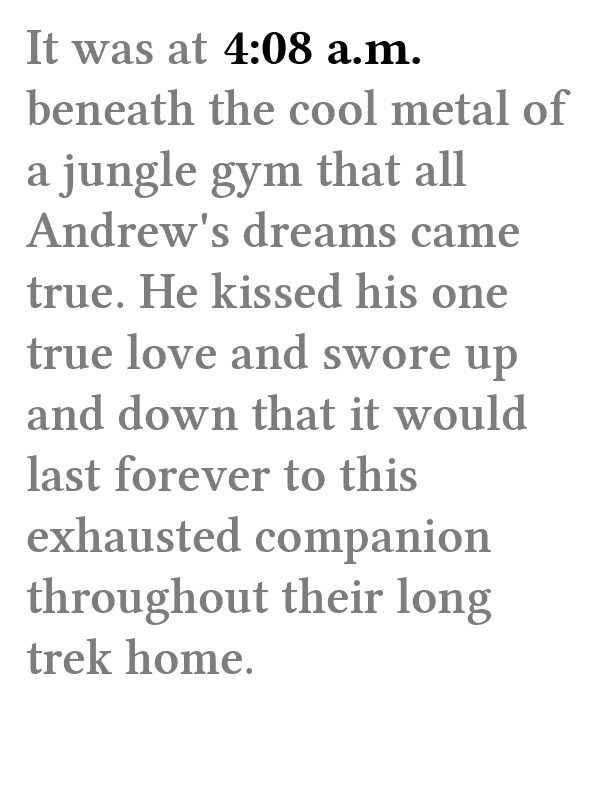 It was at 4:08 a.m.
beneath the cool metal of
a jungle gym that all
Andrew's dreams came
true. He kissed his one
true love and swore up
and down that it would
last forever to this
exhausted companion
throughout their long
trek home.